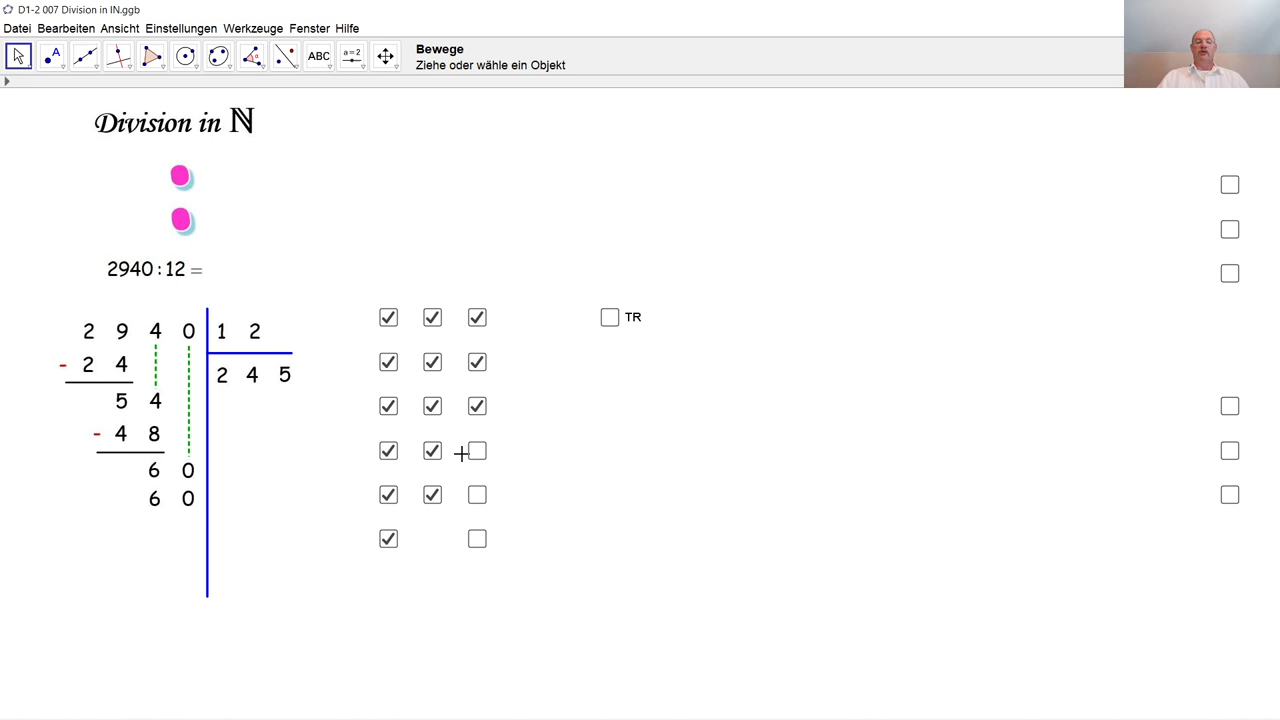 D1-2 007 Division in IN.ggb
Datei Bearbeiten Ansicht Einstellungen Werkzeuge Fenster Hilfe
A ABC a=2
Bewege
Ziehe oder wähle ein Objekt
Division in ℕ
2940 : 12 =
2 9 4 0 1 2
- 2 4
2 4 5
5 4
- 4 8
6 0
6 0
TR